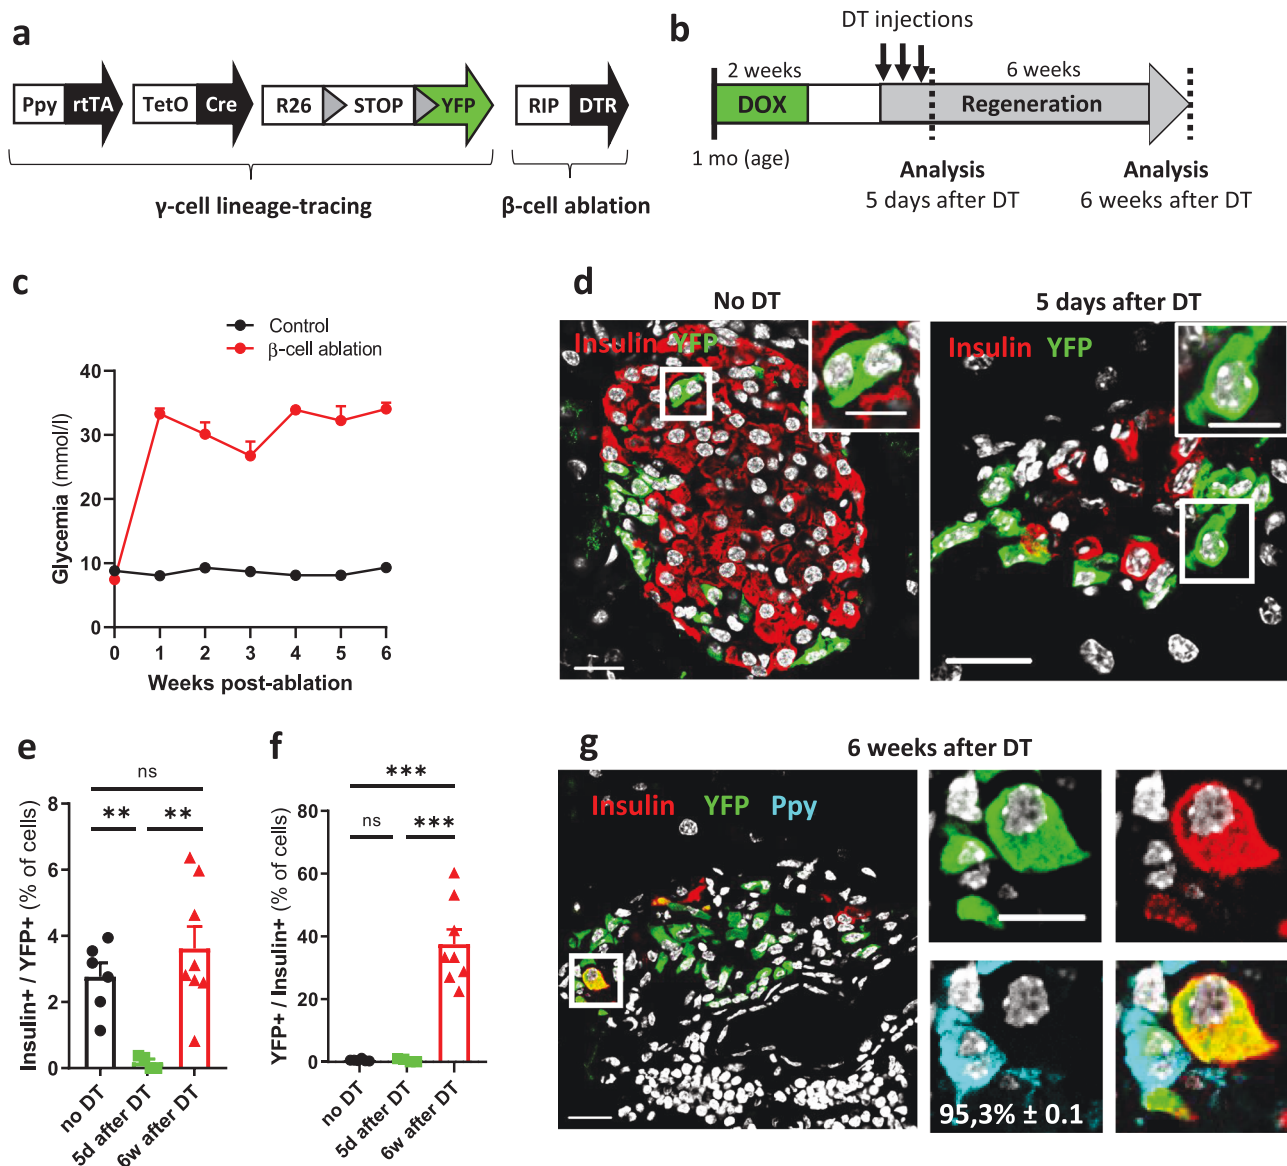 a
Ppy rtTA TetO Cre R26 STOP YFP RIP DTR
γ-cell lineage-tracing
β-cell ablation
b
DT injections
2 weeks
6 weeks
DOX
Regeneration
1 mo (age)
Analysis
5 days after DT
Analysis
6 weeks after DT
c
Control
β-cell ablation
Glycemia (mmol/l)
40
30
20
10
0
0 1 2 3 4 5 6
Weeks post-ablation
d
No DT
Insulin YFP
5 days after DT
Insulin YFP
e
ns
** **
Insulin+ / YFP+ (% of cells)
8
6
4
2
0
no DT
5d after DT
6w after DT
f
***
ns ***
YFP+ / Insulin+ (% of cells)
80
60
40
20
0
no DT
5d after DT
6w after DT
g
6 weeks after DT
Insulin YFP Ppy
95,3% ± 0.1